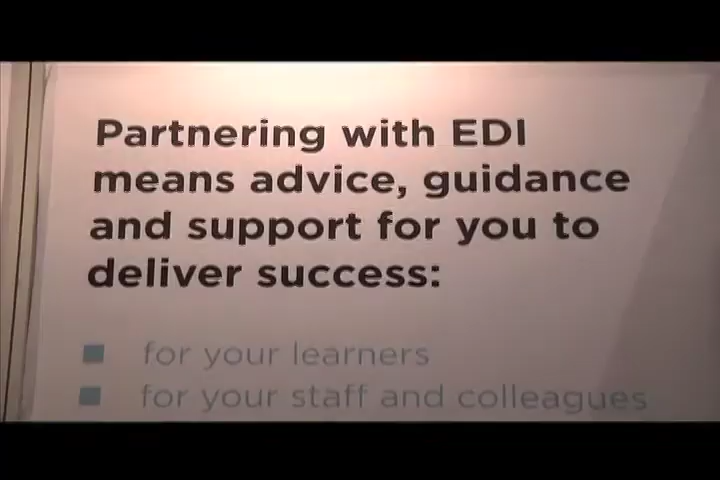 Partnering with EDI
means advice, guidance
and support for you to
deliver success:
for your learners
for your staff and colleagues